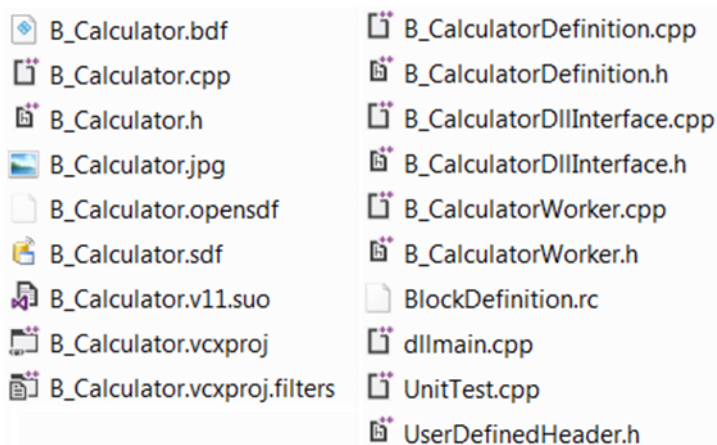 B_Calculator.bdf
B_Calculator.cpp
B_Calculator.h
B_Calculator.jpg
B_Calculator.opensdf
B_Calculator.sdf
B_Calculator.v11.suo
B_Calculator.vcxproj
B_Calculator.vcxproj.filters
B_CalculatorDefinition.cpp
B_CalculatorDefinition.h
B_CalculatorDllInterface.cpp
B_CalculatorDllInterface.h
B_CalculatorWorker.cpp
B_CalculatorWorker.h
BlockDefinition.rc
dllmain.cpp
UnitTest.cpp
UserDefinedHeader.h